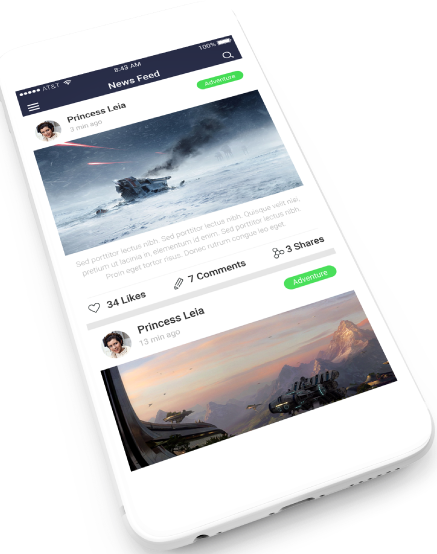 AT&T 8:43 AM 100%
News Feed
Princess Leia
3 min ago
Adventure
Sed porttitor lectus nibh. Sed porttitor lectus nibh. Quisque velit nisi,
pretium ut lacinia in, elementum id enim. Sed porttitor lectus nibh.
Proin eget tortor risus. Donec rutrum congue leo eget.
34 Likes 7 Comments 3 Shares
Princess Leia
13 min ago
Adventure